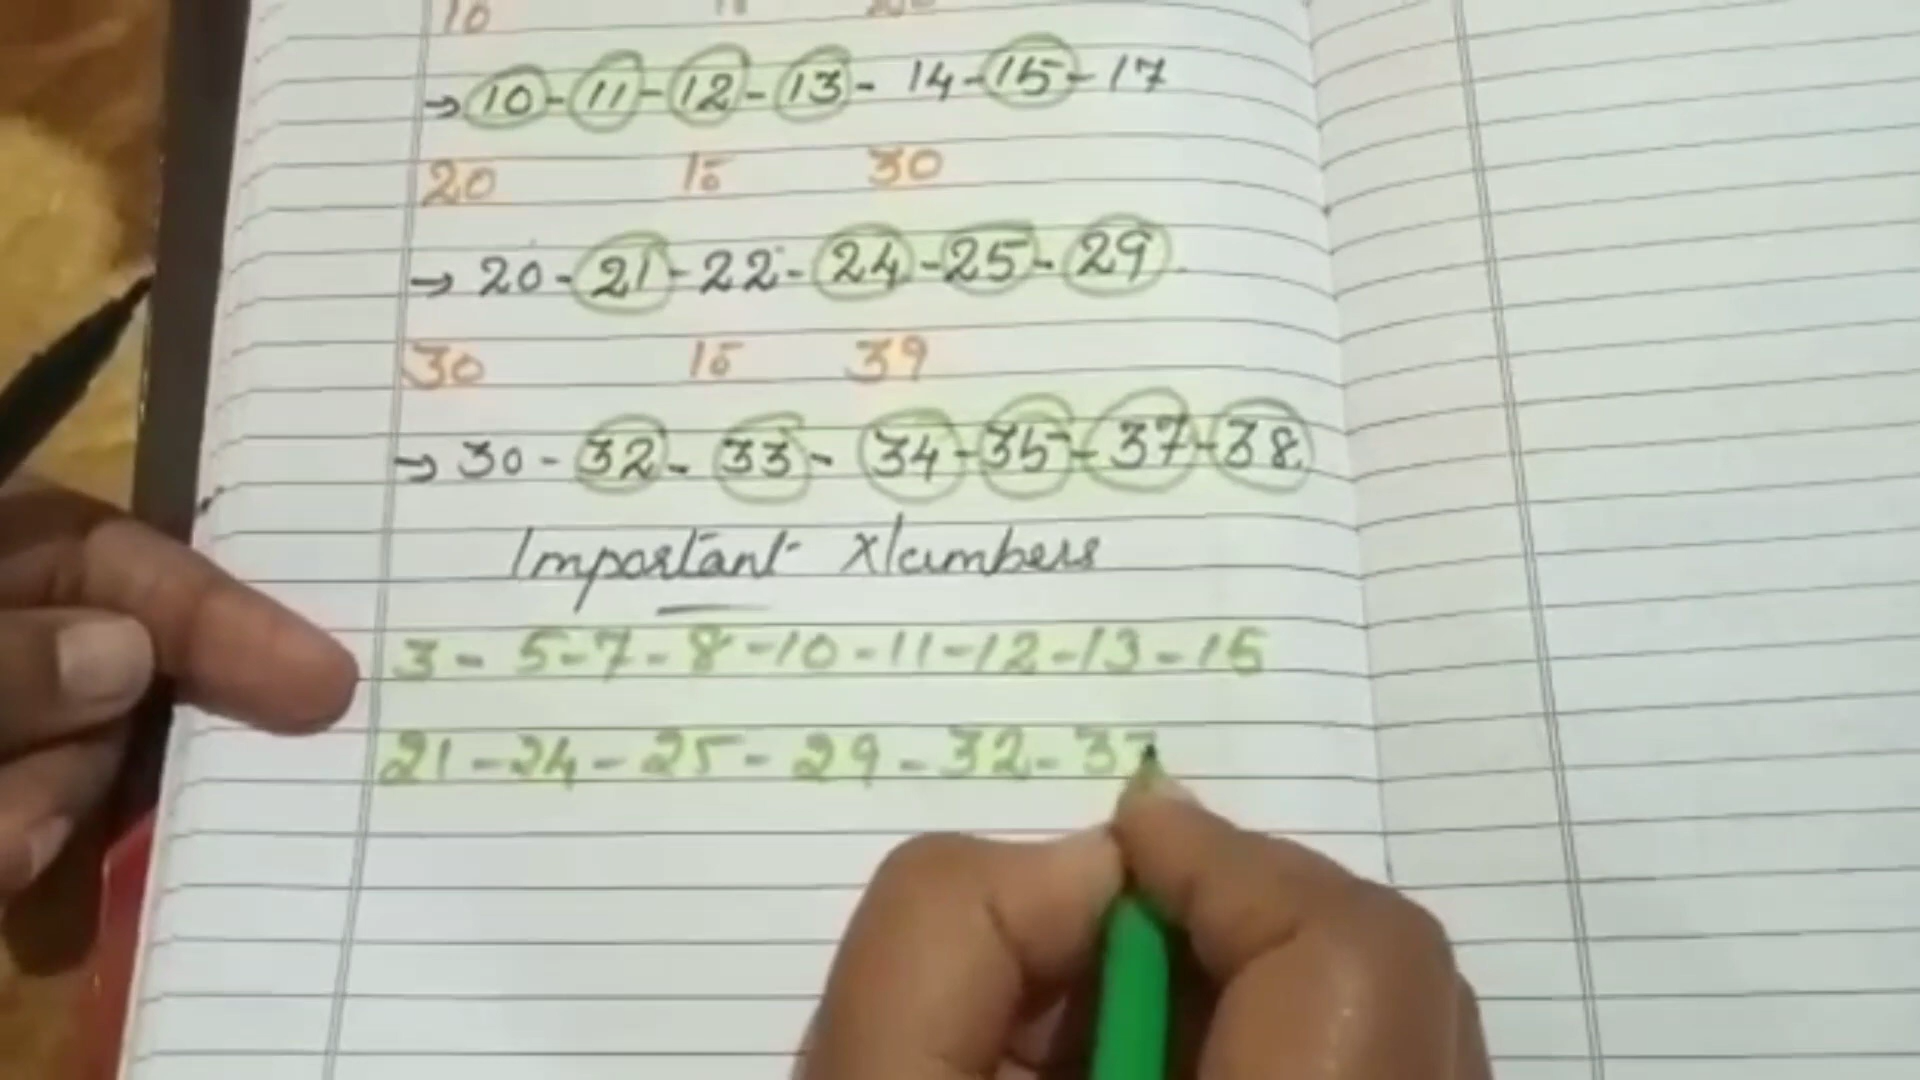 10
→ 10 - 11 - 12 - 13 - 14 - 15 - 17
20 15 30
→ 20 - 21 - 22 - 24 - 25 - 29
30 15 39
→ 30 - 32 - 33 - 34 - 35 - 37 - 38
Important Numbers
3 - 5 - 7 - 8 - 10 - 11 - 12 - 13 - 15
21 - 24 - 25 - 29 - 32 -